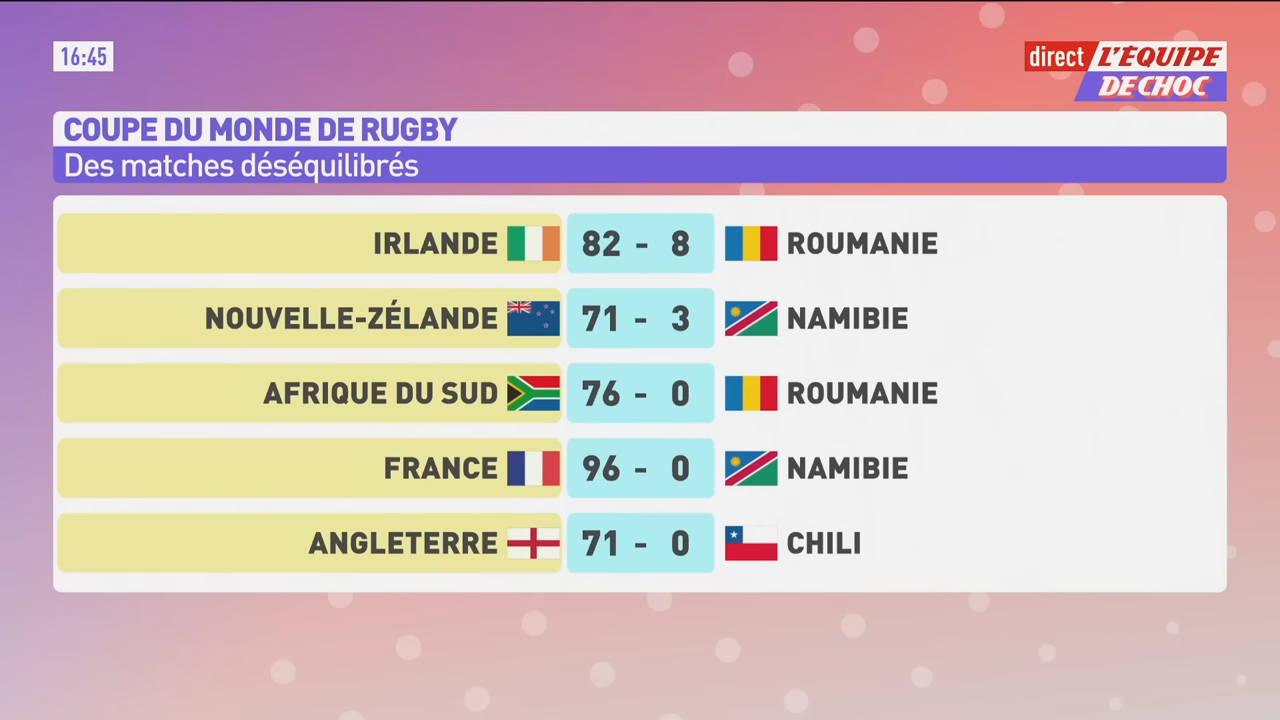 16:45
direct L'ÉQUIPE
DE CHOC
COUPE DU MONDE DE RUGBY
Des matches déséquilibrés
IRLANDE 82 - 8 ROUMANIE
NOUVELLE-ZÉLANDE 71 - 3 NAMIBIE
AFRIQUE DU SUD 76 - 0 ROUMANIE
FRANCE 96 - 0 NAMIBIE
ANGLETERRE 71 - 0 CHILI